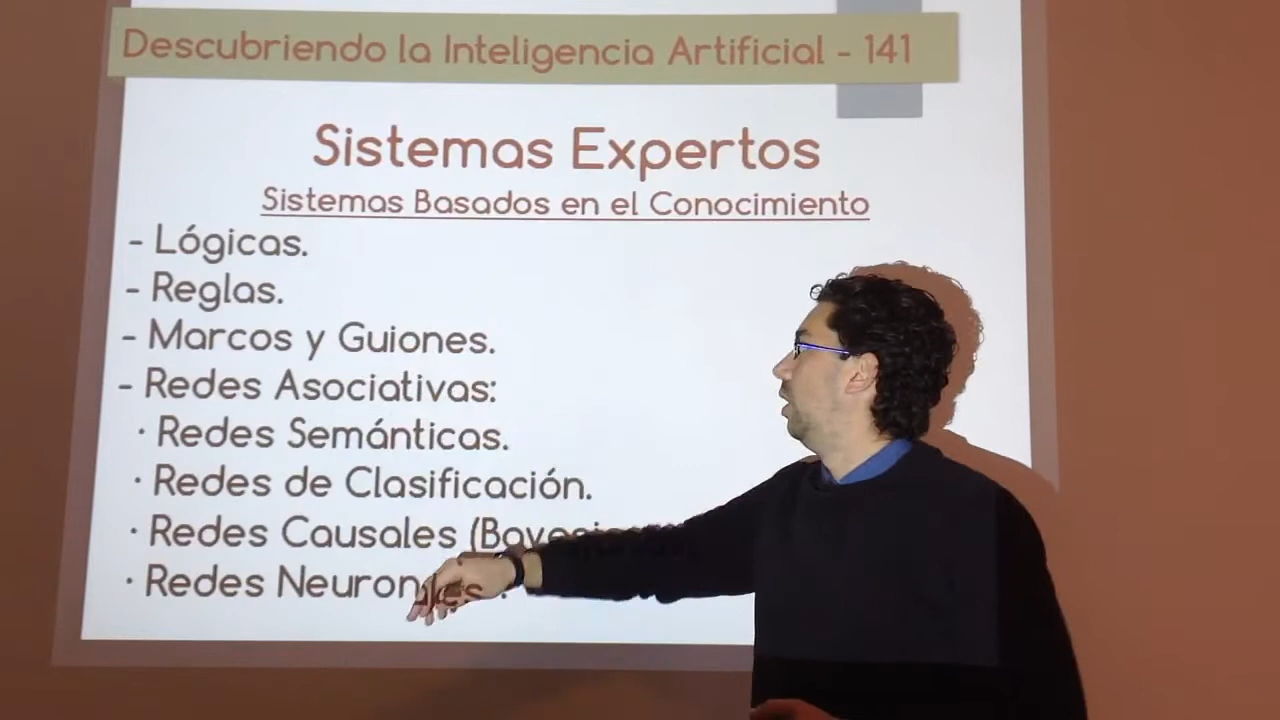 Descubriendo la Inteligencia Artificial - 141
Sistemas Expertos
Sistemas Basados en el Conocimiento
- Lógicas.
- Reglas.
- Marcos y Guiones.
- Redes Asociativas:
· Redes Semánticas.
· Redes de Clasificación.
· Redes Causales
· Redes Neuronales